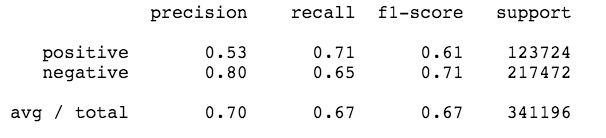 precision recall f1-score support
positive 0.53 0.71 0.61 123724
negative 0.80 0.65 0.71 217472
avg / total 0.70 0.67 0.67 341196